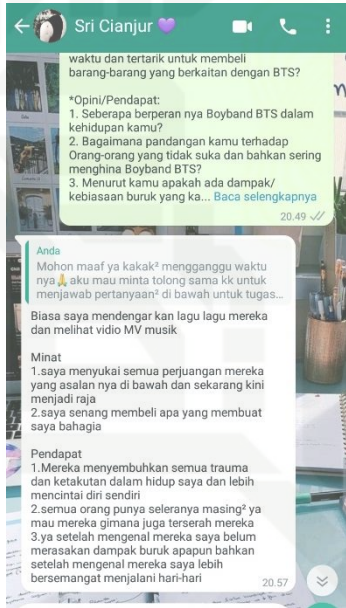 Sri Cianjur 💜
waktu dan tertarik untuk membeli
barang-barang yang berkaitan dengan BTS?
*Opini/Pendapat:
1. Seberapa berperan nya Boyband BTS dalam
kehidupan kamu?
2. Bagaimana pandangan kamu terhadap
Orang-orang yang tidak suka dan bahkan sering
menghina Boyband BTS?
3. Menurut kamu apakah ada dampak/
kebiasaan buruk yang ka... Baca selengkapnya
20.49
Anda
Mohon maaf ya kakak² mengganggu waktu
nya🙏 aku mau minta tolong sama kk untuk
menjawab pertanyaan² di bawah untuk tugas...
Biasa saya mendengar kan lagu lagu mereka
dan melihat vidio MV musik
Minat
1.saya menyukai semua perjuangan mereka
yang asalan nya di bawah dan sekarang kini
menjadi raja
2.saya senang membeli apa yang membuat
saya bahagia
Pendapat
1.Mereka menyembuhkan semua trauma
dan ketakutan dalam hidup saya dan lebih
mencintai diri sendiri
2.semua orang punya seleranya masing² ya
mau mereka gimana juga terserah mereka
3.ya setelah mengenal mereka saya belum
merasakan dampak buruk apapun bahkan
setelah mengenal mereka saya lebih
bersemangat menjalani hari-hari
20.57